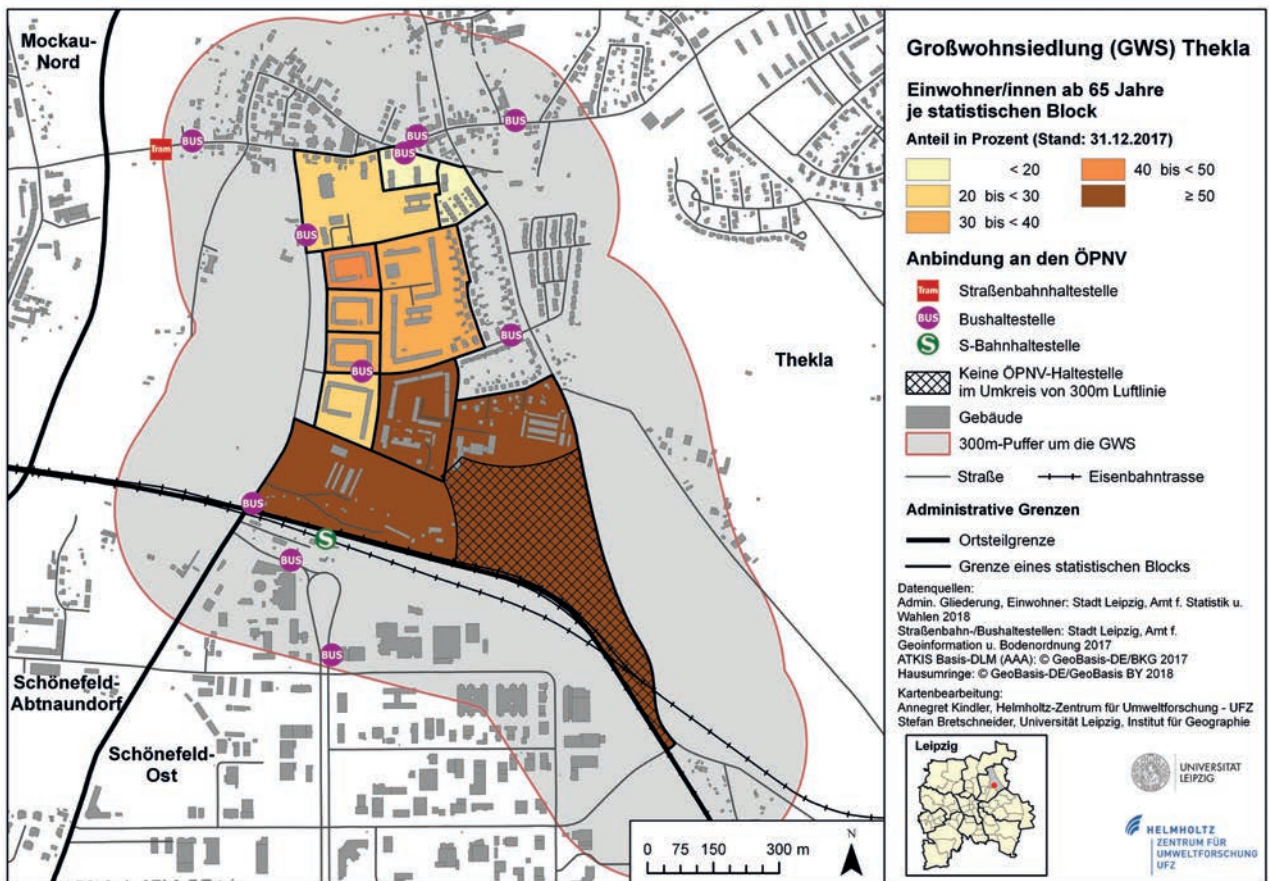 Mockau-
Nord
Tram
BUS
BUS
BUS
BUS
BUS
BUS
BUS
BUS
S
BUS
BUS
Thekla
Schönefeld-
Abtnaundorf
Schönefeld-
Ost
0 75 150 300 m
N
Großwohnsiedlung (GWS) Thekla
Einwohner/innen ab 65 Jahre
je statistischen Block
Anteil in Prozent (Stand: 31.12.2017)
< 20
20 bis < 30
30 bis < 40
40 bis < 50
≥ 50
Anbindung an den ÖPNV
Tram Straßenbahnhaltestelle
BUS Bushaltestelle
S S-Bahnhaltestelle
Keine ÖPNV-Haltestelle
im Umkreis von 300m Luftlinie
Gebäude
300m-Puffer um die GWS
Straße Eisenbahntrasse
Administrative Grenzen
Ortsteilgrenze
Grenze eines statistischen Blocks
Datenquellen:
Admin. Gliederung, Einwohner: Stadt Leipzig, Amt f. Statistik u.
Wahlen 2018
Straßenbahn-/Bushaltestellen: Stadt Leipzig, Amt f.
Geoinformation u. Bodenordnung 2017
ATKIS Basis-DLM (AAA): © GeoBasis-DE/BKG 2017
Hausumringe: © GeoBasis-DE/GeoBasis BY 2018
Kartenbearbeitung:
Annegret Kindler, Helmholtz-Zentrum für Umweltforschung - UFZ
Stefan Bretschneider, Universität Leipzig, Institut für Geographie
Leipzig
UNIVERSITÄT
LEIPZIG
HELMHOLTZ
ZENTRUM FÜR
UMWELTFORSCHUNG
UFZ